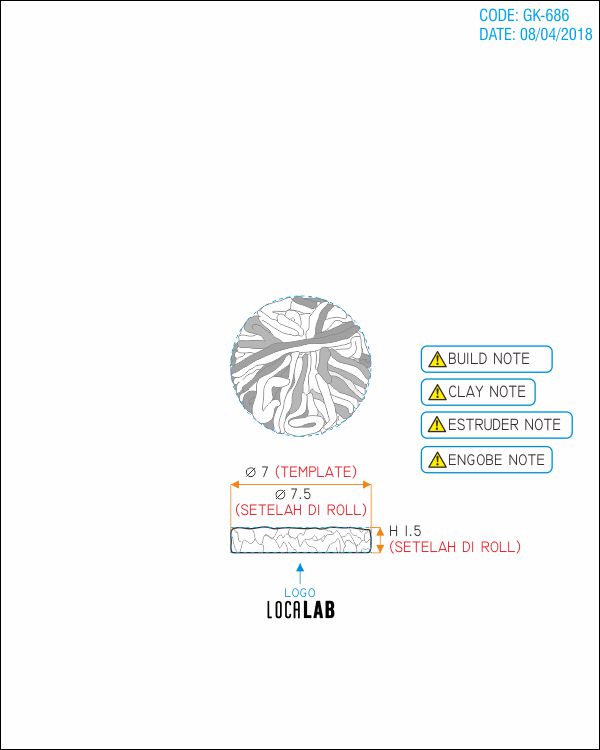 CODE: GK-686
DATE: 08/04/2018
BUILD NOTE
CLAY NOTE
ESTRUDER NOTE
ENGOBE NOTE
Ø 7 (TEMPLATE)
Ø 7.5
(SETELAH DI ROLL)
H 1.5
(SETELAH DI ROLL)
LOGO
LOCALAB